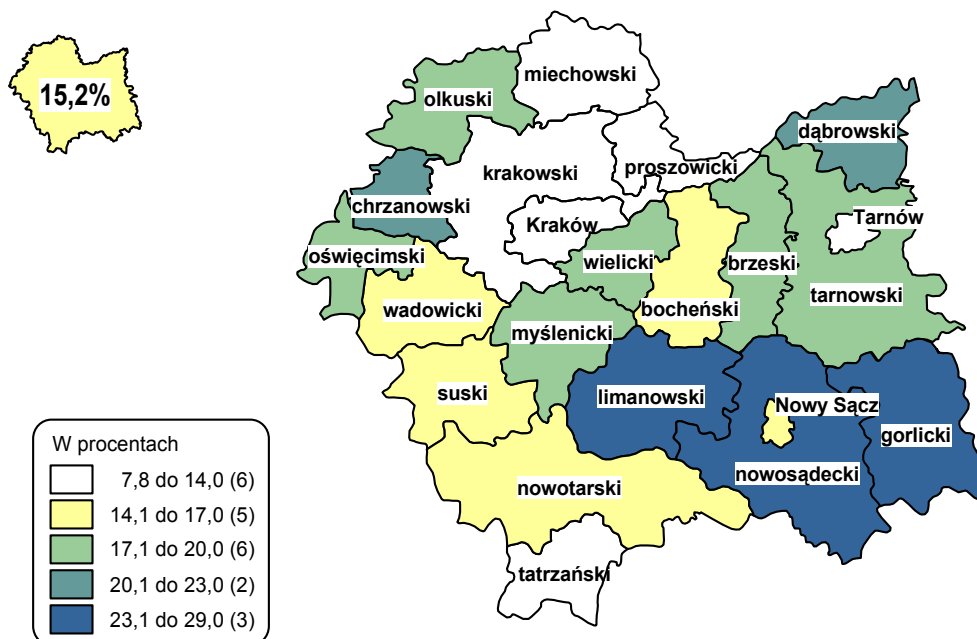 15,2%
miechowski
olkuski
dąbrowski
proszowicki
krakowski
chrzanowski
Kraków
Tarnów
oświęcimski
wielicki
brzeski
tarnowski
wadowicki
bocheński
myślenicki
suski
limanowski
Nowy Sącz
gorlicki
nowosądecki
nowotarski
tatrzański
W procentach
7,8 do 14,0 (6)
14,1 do 17,0 (5)
17,1 do 20,0 (6)
20,1 do 23,0 (2)
23,1 do 29,0 (3)